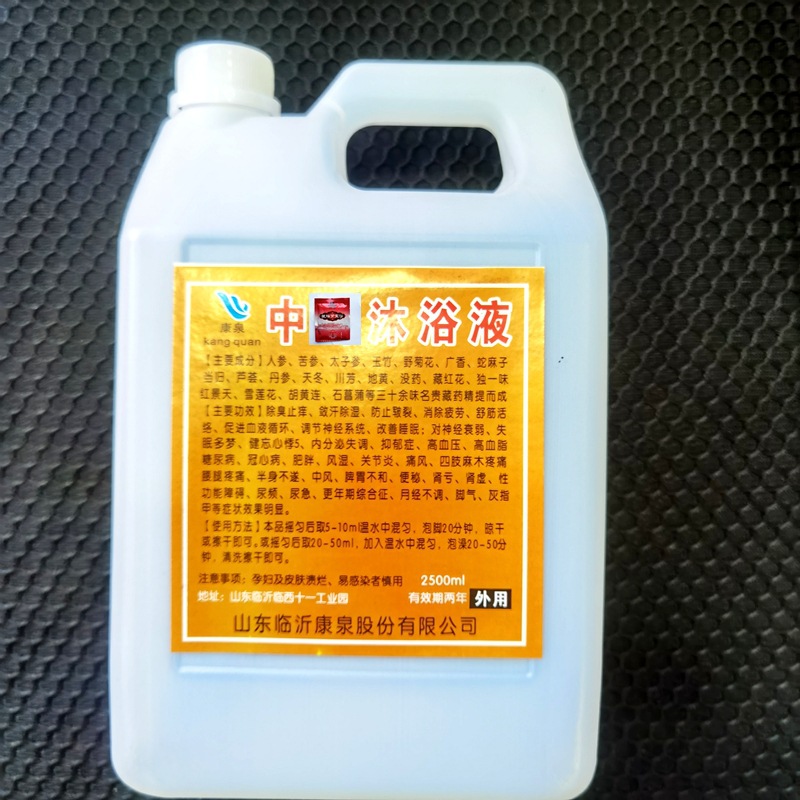 康泉
kang quan
中 沐浴液
【主要成分】人参、苦参、太子参、玉竹、野菊花、广香、蛇麻子
当归、芦荟、丹参、天冬、川芳、地黄、没药、藏红花、独一味
红景天、雪莲花、胡黄连、石菖蒲等三十余味名贵藏药精提而成
【主要功效】除臭止痒、敛汗除湿、防止皲裂、消除疲劳、舒筋活
络、促进血液循环、调节神经系统、改善睡眠；对神经衰弱、失
眠多梦、健忘心悸5、内分泌失调、抑郁症、高血压、高血脂
糖尿病、冠心病、肥胖、风湿、关节炎、痛风、四肢麻木疼痛
腰腿疼痛、半身不遂、中风、脾胃不和、便秘、肾亏、肾虚、性
功能障碍、尿频、尿急、更年期综合征、月经不调、脚气、灰指
甲等症状效果明显。
【使用方法】本品摇匀后取5-10ml温水中混匀，泡脚20分钟，晾干
或擦干即可。或摇匀后取20-50ml，加入温水中混匀，泡澡20-50分
钟，清洗擦干即可。
注意事项：孕妇及皮肤溃烂、易感染者慎用 2500ml
地址：山东临沂临西十一工业园 有效期两年 外用
山东临沂康泉股份有限公司